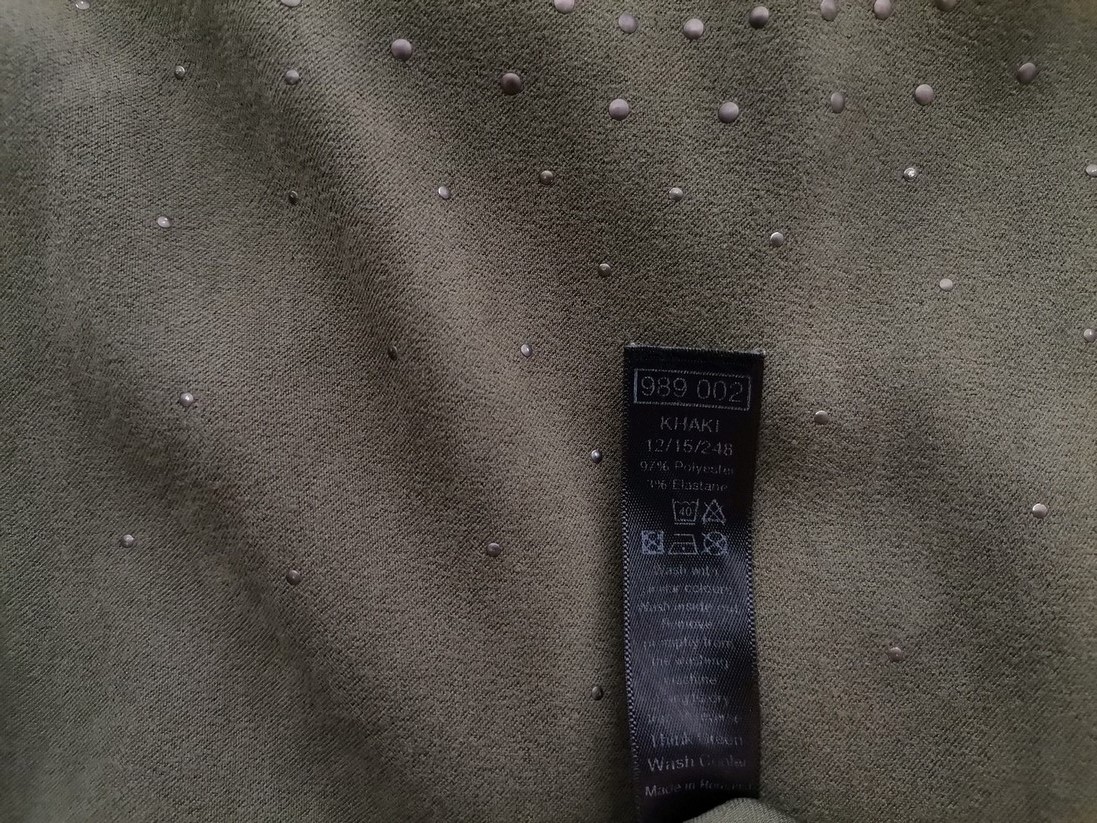 989 002
KHAKI
12/15/248
97% Polyester
3% Elastane
40
Wash with
similar colours
Wash inside out
Remove
promptly from
the washing
machine
Think Green
Wash Cooler
Made in